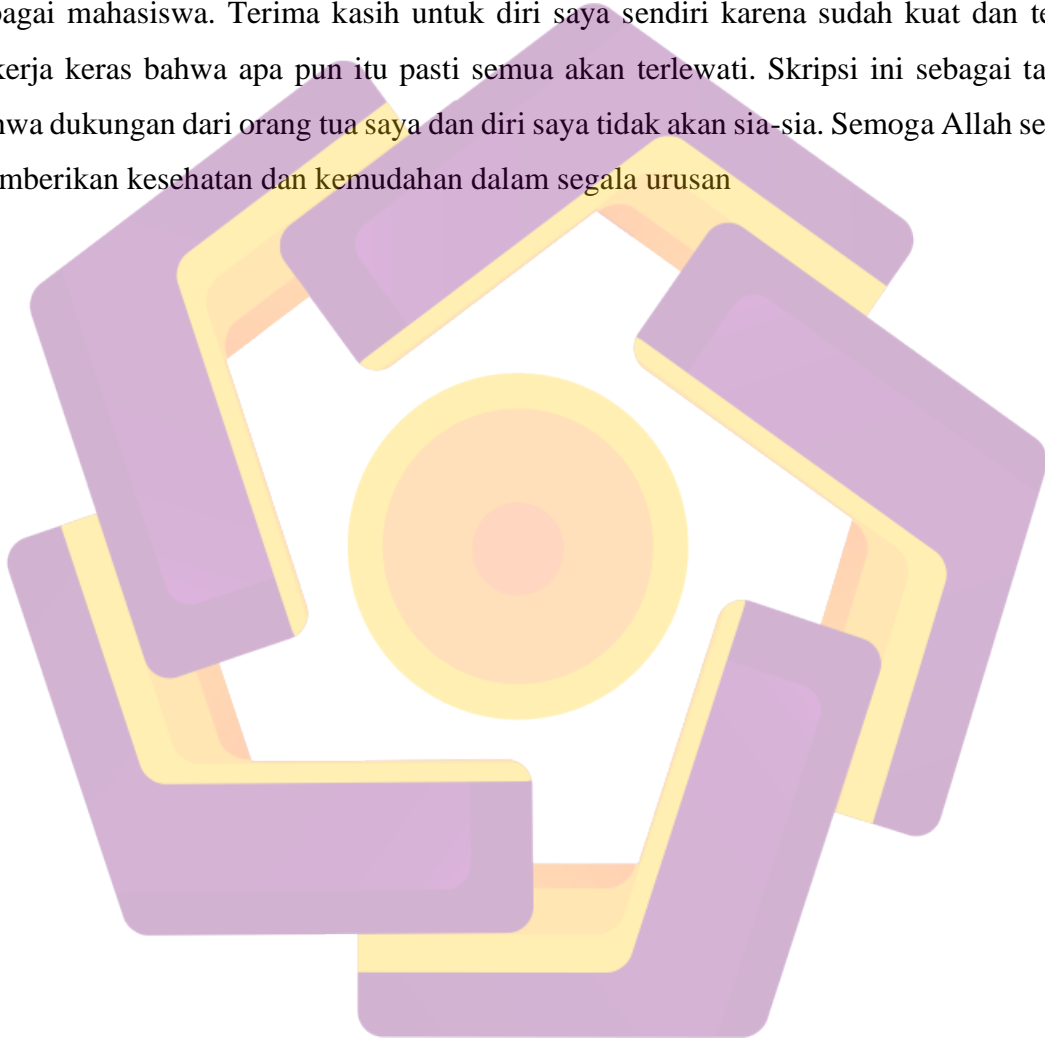 bagai mahasiswa. Terima kasih untuk diri saya sendiri karena sudah kuat dan te
kerja keras bahwa apa pun itu pasti semua akan terlewati. Skripsi ini sebagai ta
wa dukungan dari orang tua saya dan diri saya tidak akan sia-sia. Semoga Allah se
mberikan kesehatan dan kemudahan dalam segala urusan